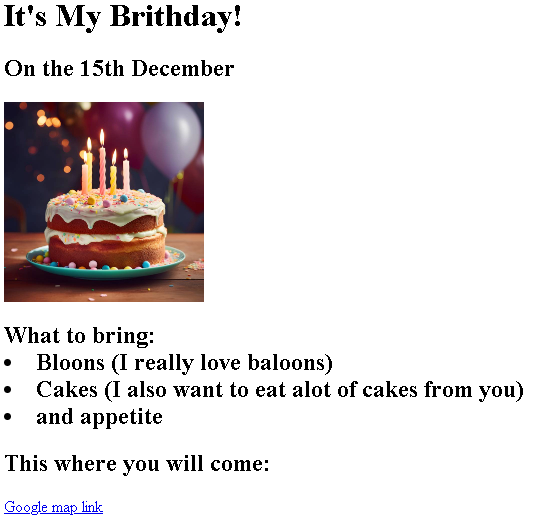 It's My Brithday!
On the 15th December
What to bring:
• Bloons (I really love baloons)
• Cakes (I also want to eat alot of cakes from you)
• and appetite
This where you will come:
Google map link